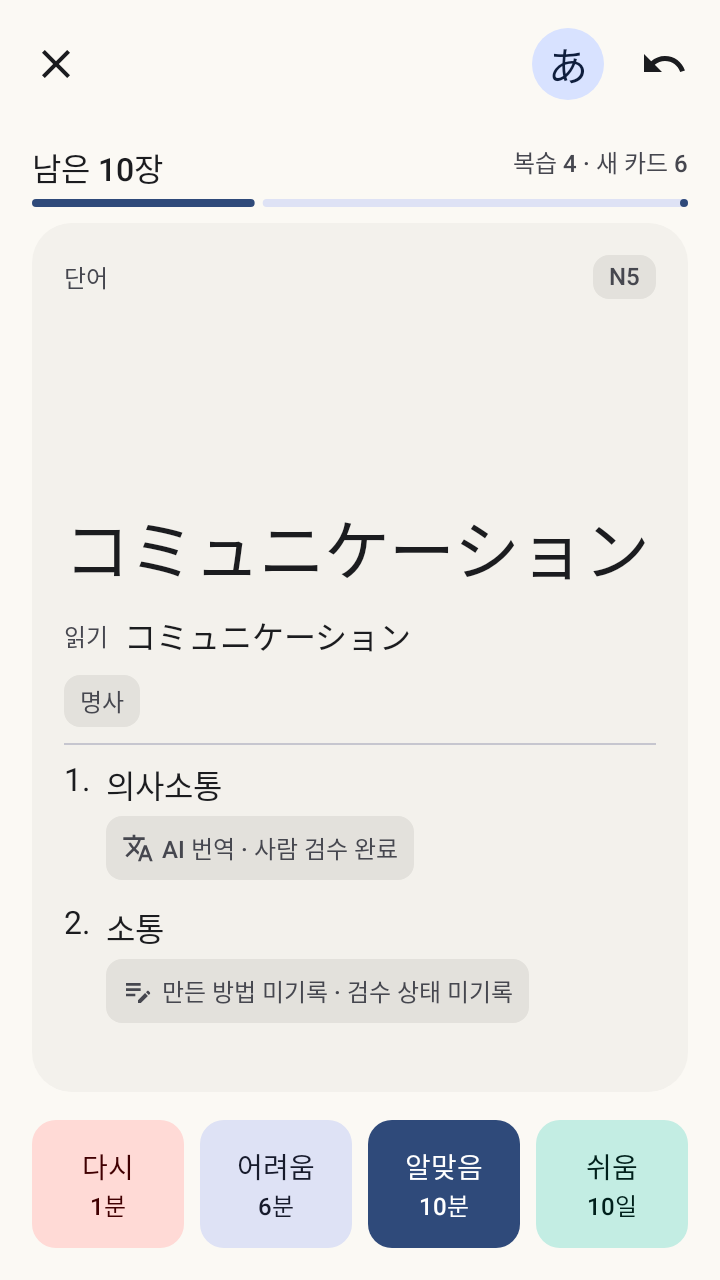 あ
남은 10장
복습 4 · 새 카드 6
단어
N5
コミュニケーション
읽기 コミュニケーション
명사
1. 의사소통
AI 번역 · 사람 검수 완료
2. 소통
만든 방법 미기록 · 검수 상태 미기록
다시
1분
어려움
6분
알맞음
10분
쉬움
10일